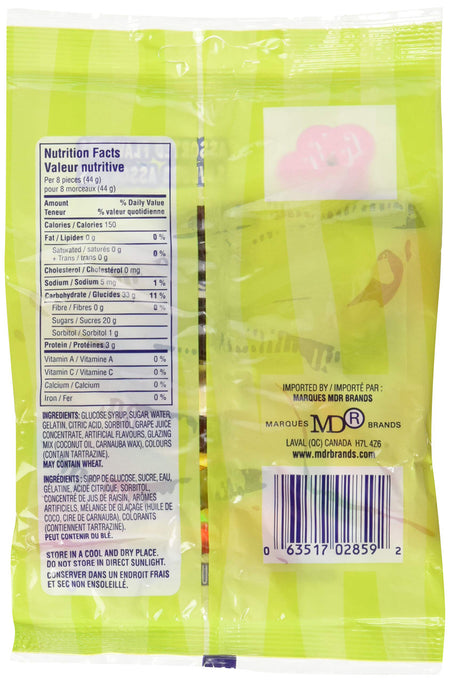 Nutrition Facts
Valeur nutritive
Per 8 pieces (44 g)
pour 8 morceaux (44 g)
Amount % Daily Value
Teneur % valeur quotidienne
Calories / Calories 150
Fat / Lipides 0 g 0 %
Saturated / saturés 0 g
+ Trans / trans 0 g 0 %
Cholesterol / Cholestérol 0 mg
Sodium / Sodium 5 mg 1 %
Carbohydrate / Glucides 33 g 11 %
Fibre / Fibres 0 g 0 %
Sugars / Sucres 20 g
Sorbitol / Sorbitol 1 g
Protein / Protéines 3 g
Vitamin A / Vitamine A 0 %
Vitamin C / Vitamine C 0 %
Calcium / Calcium 0 %
Iron / Fer 0 %
INGREDIENTS: GLUCOSE SYRUP, SUGAR, WATER,
GELATIN, CITRIC ACID, SORBITOL, GRAPE JUICE
CONCENTRATE, ARTIFICIAL FLAVOURS, GLAZING
MIX (COCONUT OIL, CARNAUBA WAX), COLOURS
(CONTAIN TARTRAZINE).
MAY CONTAIN WHEAT.
INGRÉDIENTS: SIROP DE GLUCOSE, SUCRE, EAU,
GÉLATINE, ACIDE CITRIQUE, SORBITOL,
CONCENTRÉ DE JUS DE RAISIN, ARÔMES
ARTIFICIELS, MÉLANGE DE GLAÇAGE (HUILE DE
COCO, CIRE DE CARNAUBA), COLORANTS
(CONTIENNENT TARTRAZINE).
PEUT CONTENIR DU BLÉ.
STORE IN A COOL AND DRY PLACE.
DO NOT STORE IN DIRECT SUNLIGHT.
CONSERVER DANS UN ENDROIT FRAIS
ET SEC NON ENSOLEILLÉ.
IMPORTED BY / IMPORTÉ PAR :
MARQUES MDR BRANDS
MARQUES MDR BRANDS
LAVAL (QC) CANADA H7L 4Z6
www.mdrbrands.com
0 63517 02859 2